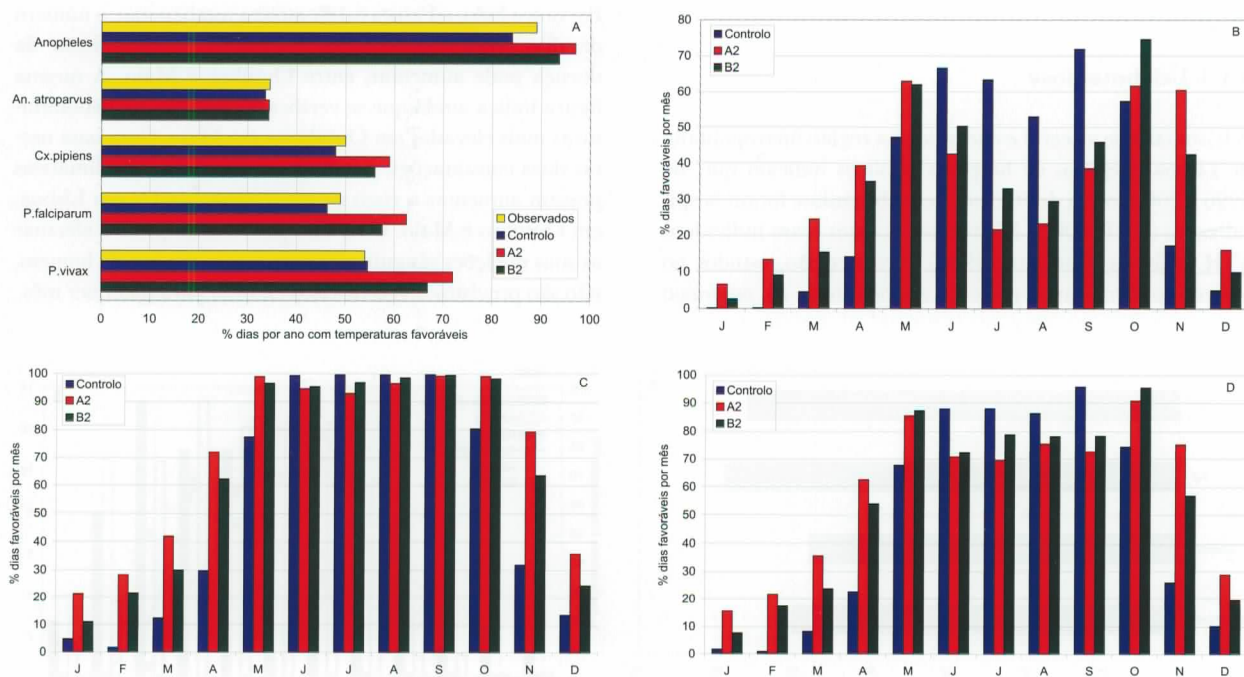 A
Anopheles
An. atroparvus
Cx.pipiens
P.falciparum
P.vivax
Observados
Controlo
A2
B2
0 10 20 30 40 50 60 70 80 90 100
% dias por ano com temperaturas favoráveis
B
% dias favoráveis por mês
80
70
60
50
40
30
20
10
0
Controlo
A2
B2
J F M A M J J A S O N D
C
% dias favoráveis por mês
100
90
80
70
60
50
40
30
20
10
0
Controlo
A2
B2
J F M A M J J A S O N D
D
% dias favoráveis por mês
100
90
80
70
60
50
40
30
20
10
0
Controlo
A2
B2
J F M A M J J A S O N D